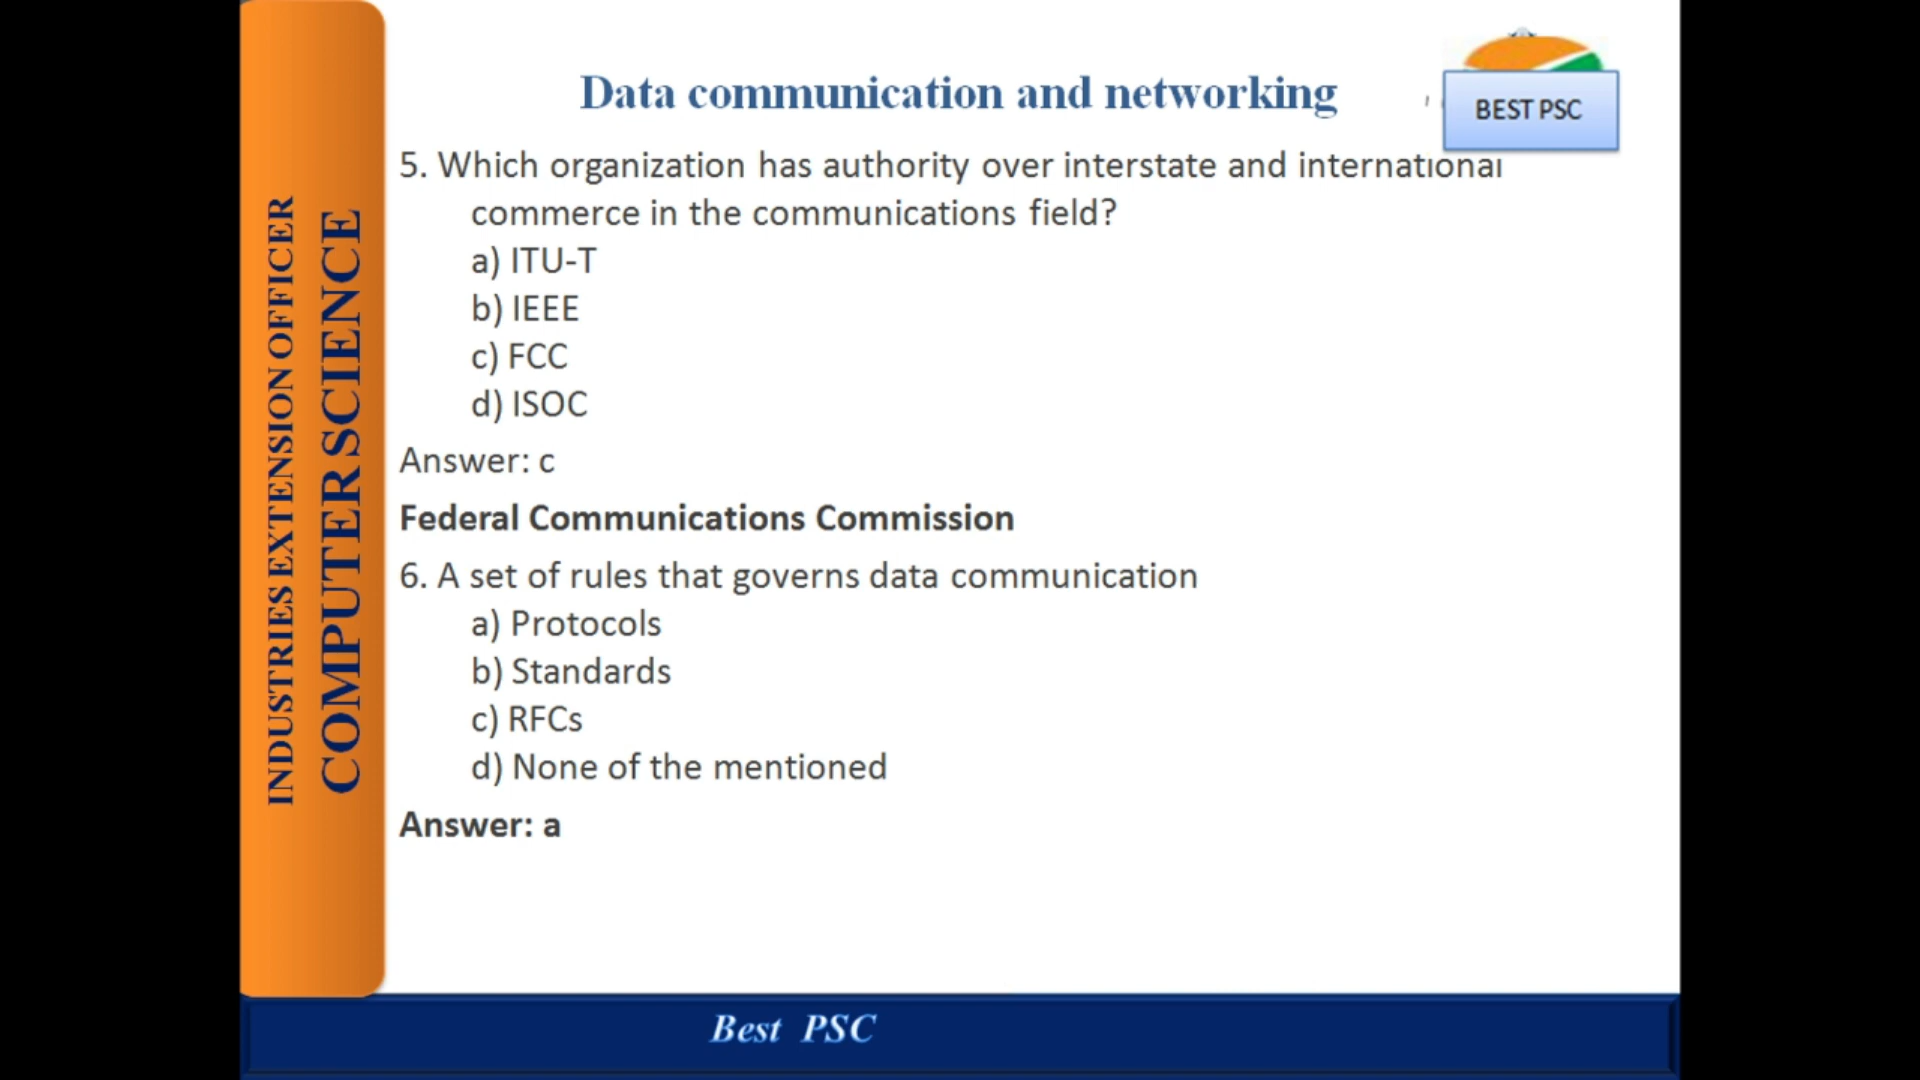 INDUSTRIES EXTENSION OFFICER
COMPUTER SCIENCE
Data communication and networking
BEST PSC
5. Which organization has authority over interstate and international
commerce in the communications field?
a) ITU-T
b) IEEE
c) FCC
d) ISOC
Answer: c
Federal Communications Commission
6. A set of rules that governs data communication
a) Protocols
b) Standards
c) RFCs
d) None of the mentioned
Answer: a
Best PSC